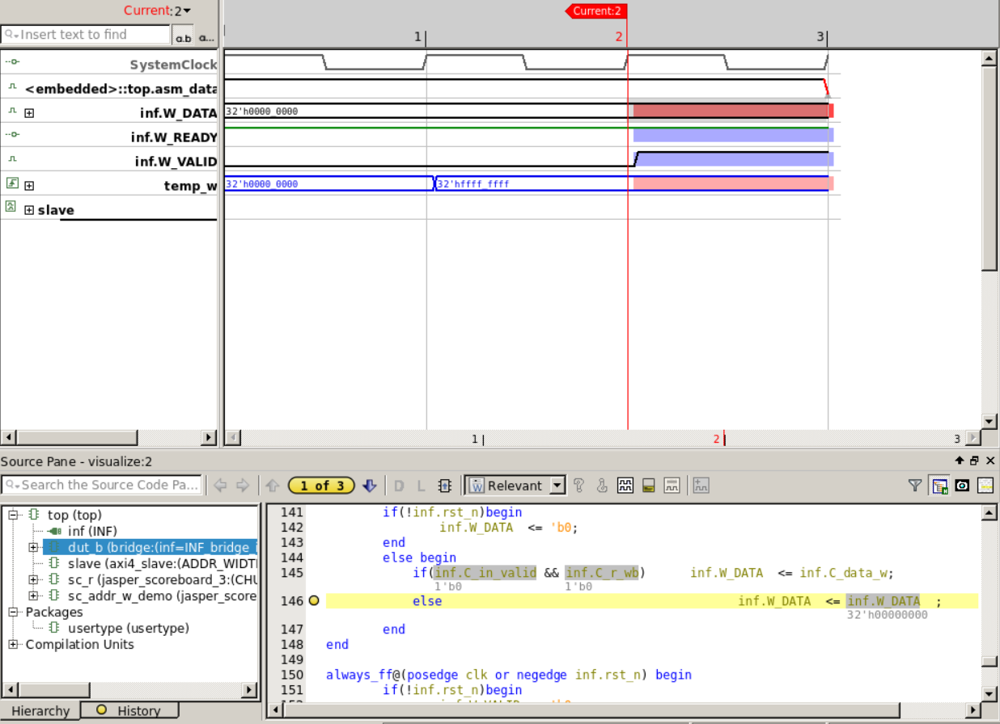 Current:2
Current:2
Insert text to find
a.b a...
1 2 3
SystemClock
<embedded>::top.asm_data
inf.W_DATA 32'h0000_0000
inf.W_READY
inf.W_VALID
temp_w 32'h0000_0000 32'hffff_ffff
slave
1 2 3
Source Pane - visualize:2
Search the Source Code Pa... 1 of 3 D L Relevant
top (top)
inf (INF)
dut_b (bridge:(inf=INF_bridge_i
slave (axi4_slave:(ADDR_WIDTH
sc_r (jasper_scoreboard_3:(CHU
sc_addr_w_demo (jasper_score
Packages
usertype (usertype)
Compilation Units
Hierarchy History
141 if(!inf.rst_n)begin
142 inf.W_DATA <= 'b0;
143 end
144 else begin
145 if(inf.C_in_valid && inf.C_r_wb) inf.W_DATA <= inf.C_data_w;
1'b0 1'b0
146 else inf.W_DATA <= inf.W_DATA ;
32'h00000000
147 end
148 end
149
150 always_ff@(posedge clk or negedge inf.rst_n) begin
151 if(!inf.rst_n)begin